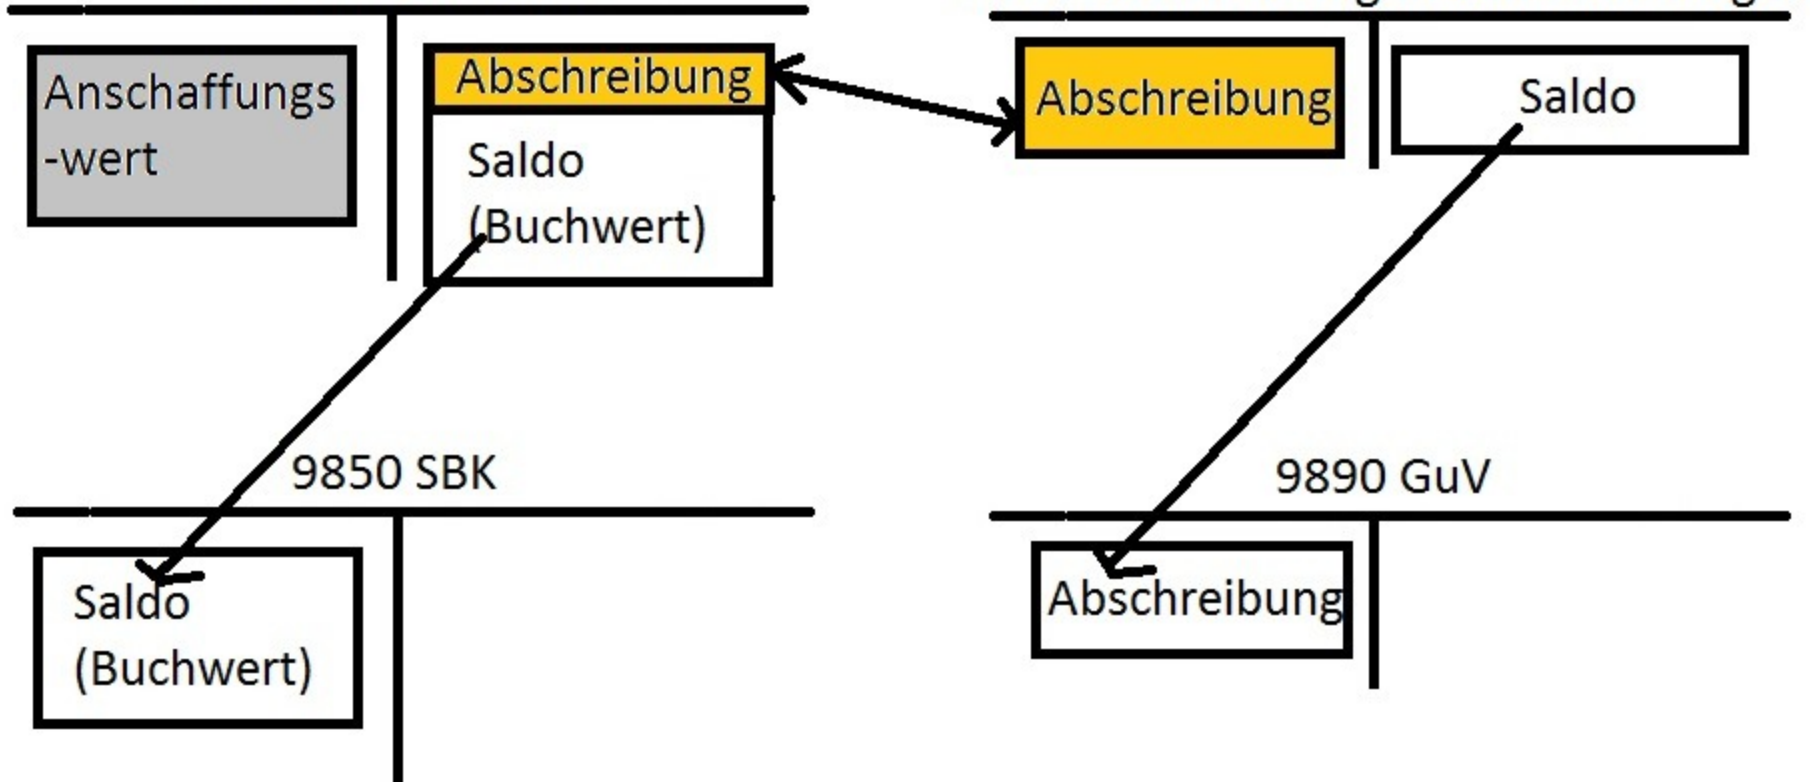 Anschaffungs
-wert
Abschreibung
Saldo
(Buchwert)
Abschreibung
Saldo
9850 SBK
9890 GuV
Saldo
(Buchwert)
Abschreibung